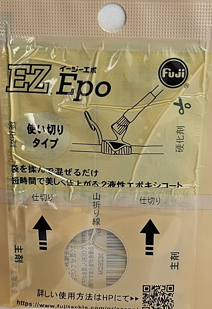 イージーエポ
EZ Epo
Fuji
使い切り
タイプ
硬化剤
袋を揉んで混ぜるだけ
短時間で美しく仕上がる2液性エポキシコート
仕切り
山折り線
仕切り
主剤
主剤
詳しい使用方法はHPにて▶▶